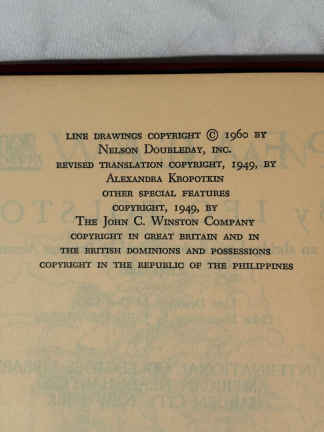 LINE DRAWINGS COPYRIGHT © 1960 BY
NELSON DOUBLEDAY, INC.
REVISED TRANSLATION COPYRIGHT, 1949, BY
ALEXANDRA KROPOTKIN
OTHER SPECIAL FEATURES
COPYRIGHT, 1949, BY
THE JOHN C. WINSTON COMPANY
COPYRIGHT IN GREAT BRITAIN AND IN
THE BRITISH DOMINIONS AND POSSESSIONS
COPYRIGHT IN THE REPUBLIC OF THE PHILIPPINES